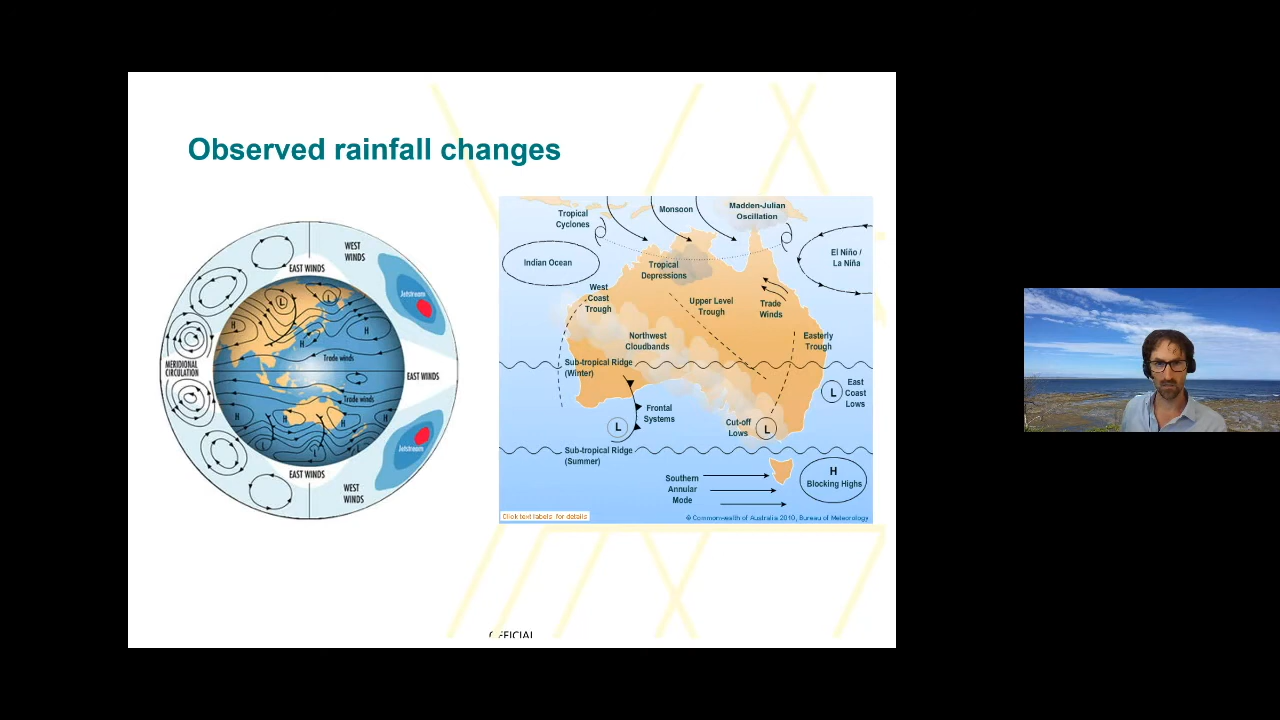 Observed rainfall changes
WEST
WINDS
EAST WINDS
Jetstream
L
L
H
H
H
Trade winds
MERIDIONAL
CIRCULATION
EAST WINDS
Trade winds
H
H
H
H
L
L
L
Jetstream
EAST WINDS
WEST
WINDS
Tropical
Cyclones
Monsoon
Madden-Julian
Oscillation
Indian Ocean
El Niño /
La Niña
Tropical
Depressions
West
Coast
Trough
Upper Level
Trough
Trade
Winds
Northwest
Cloudbands
Easterly
Trough
Sub-tropical Ridge
(Winter)
East
Coast
Lows
L
Frontal
Systems
L
Cut-off
Lows
L
Sub-tropical Ridge
(Summer)
Southern
Annular
Mode
H
Blocking Highs
Click text labels for details
© Commonwealth of Australia 2010, Bureau of Meteorology
OFFICIAL